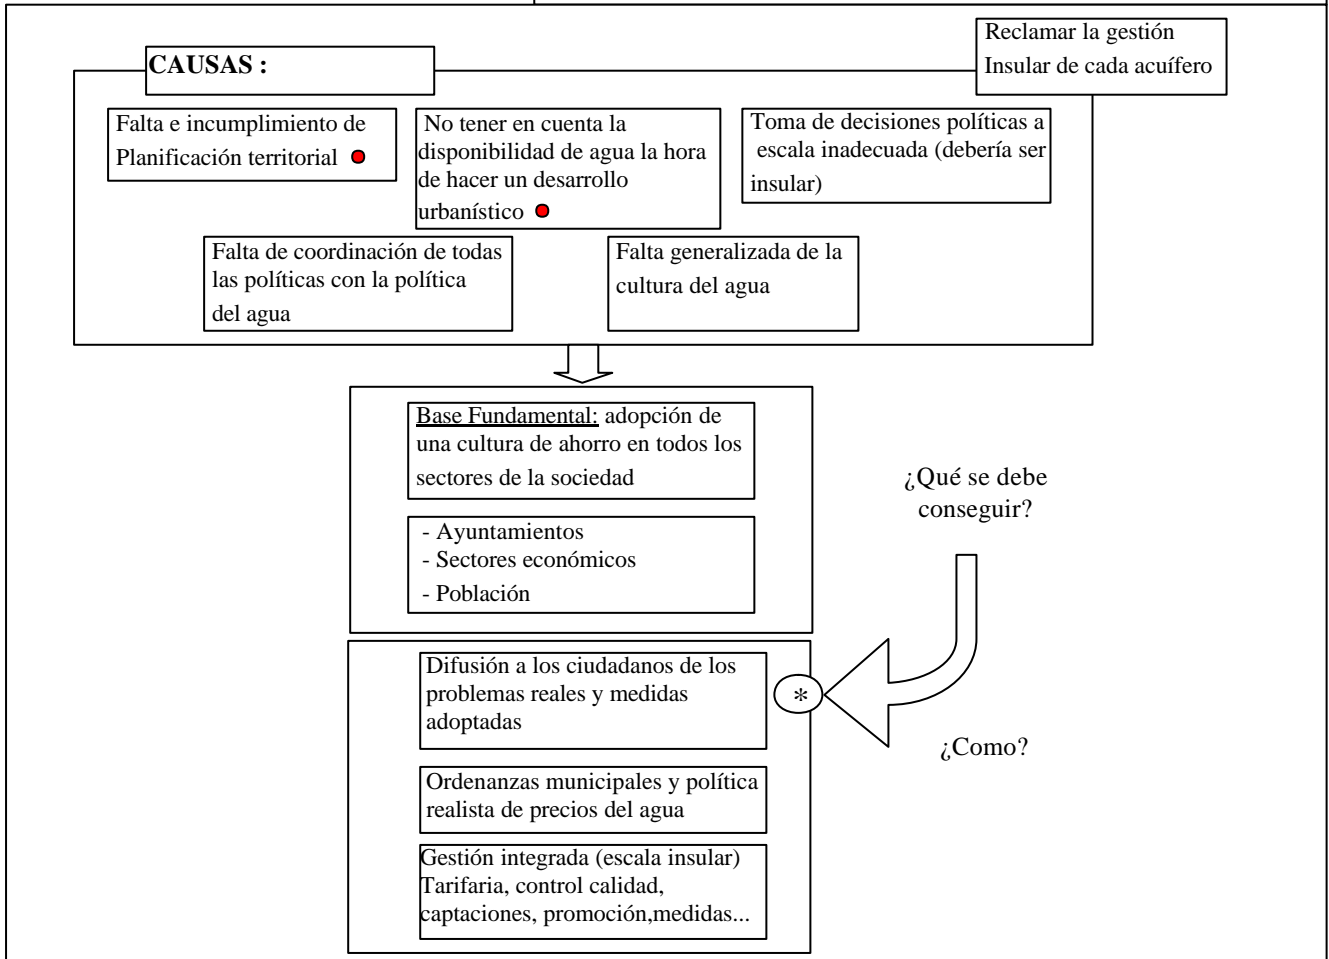 Reclamar la gestión
Insular de cada acuífero
CAUSAS :
Falta e incumplimiento de
Planificación territorial
No tener en cuenta la
disponibilidad de agua la hora
de hacer un desarrollo
urbanístico
Toma de decisiones políticas a
escala inadecuada (debería ser
insular)
Falta de coordinación de todas
las políticas con la política
del agua
Falta generalizada de la
cultura del agua
Base Fundamental: adopción de
una cultura de ahorro en todos los
sectores de la sociedad
- Ayuntamientos
- Sectores económicos
- Población
¿Qué se debe
conseguir?
Difusión a los ciudadanos de los
problemas reales y medidas
adoptadas
*
¿Como?
Ordenanzas municipales y política
realista de precios del agua
Gestión integrada (escala insular)
Tarifaria, control calidad,
captaciones, promoción,medidas...